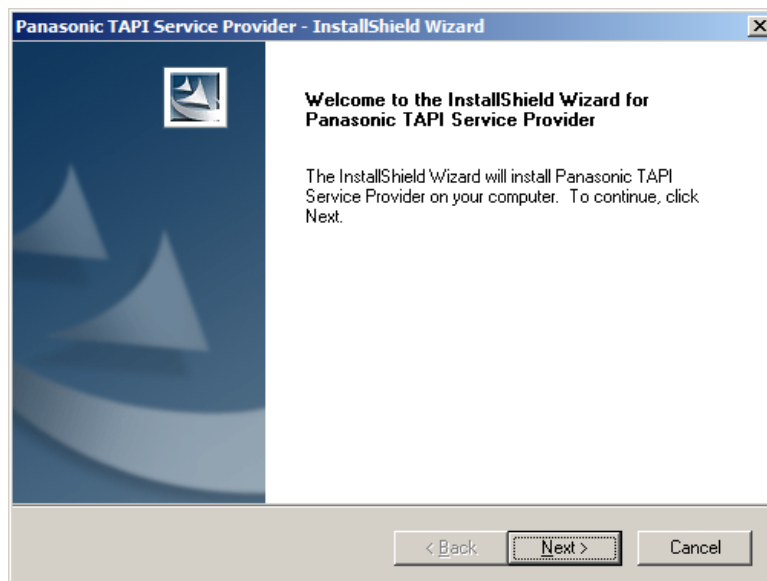 Panasonic TAPI Service Provider - InstallShield Wizard
Welcome to the InstallShield Wizard for
Panasonic TAPI Service Provider
The InstallShield Wizard will install Panasonic TAPI
Service Provider on your computer.  To continue, click
Next.
< Back
Next >
Cancel